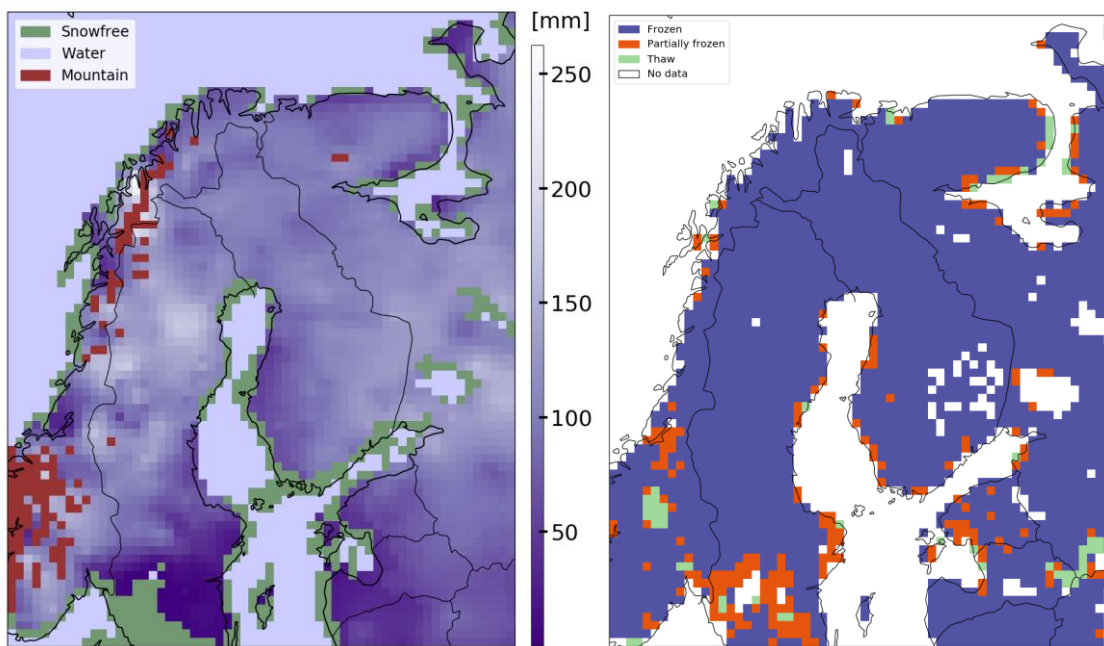 Snowfree
Water
Mountain
[mm]
250
200
150
100
50
Frozen
Partially frozen
Thaw
No data